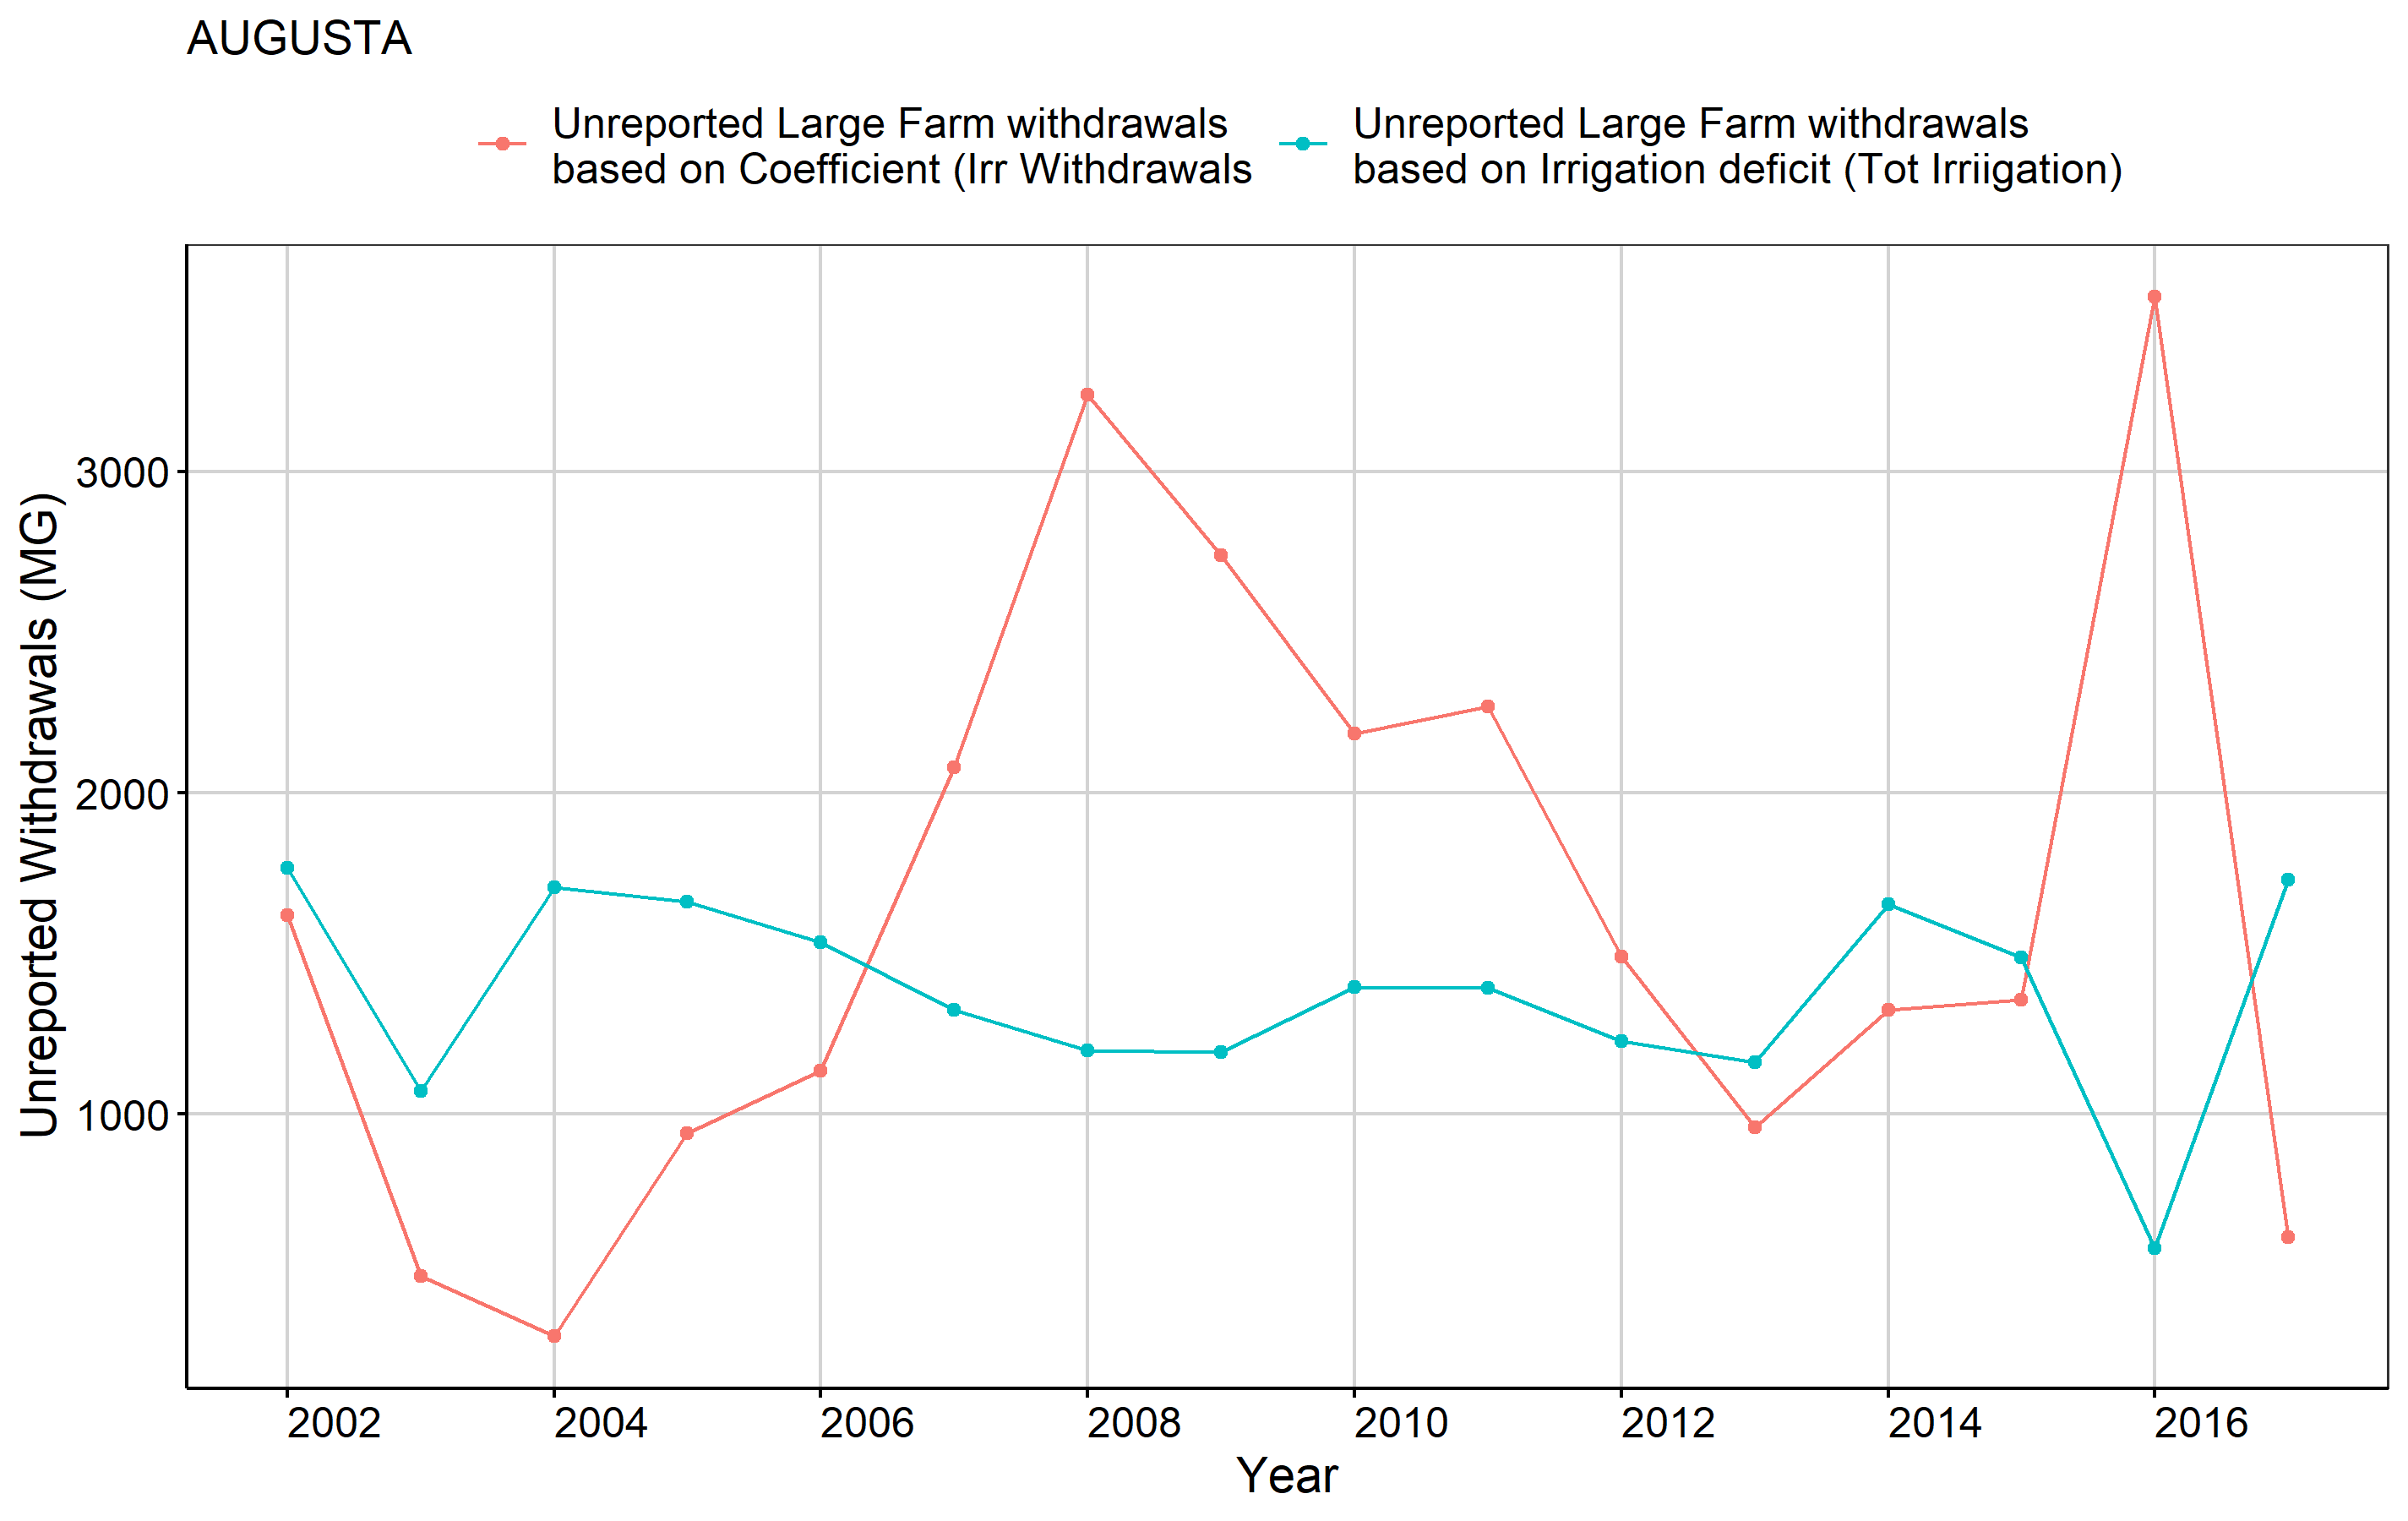 AUGUSTA
Unreported Large Farm withdrawals
based on Coefficient (Irr Withdrawals
Unreported Large Farm withdrawals
based on Irrigation deficit (Tot Irriigation)
Unreported Withdrawals (MG)
3000
2000
1000
2002 2004 2006 2008 2010 2012 2014 2016
Year